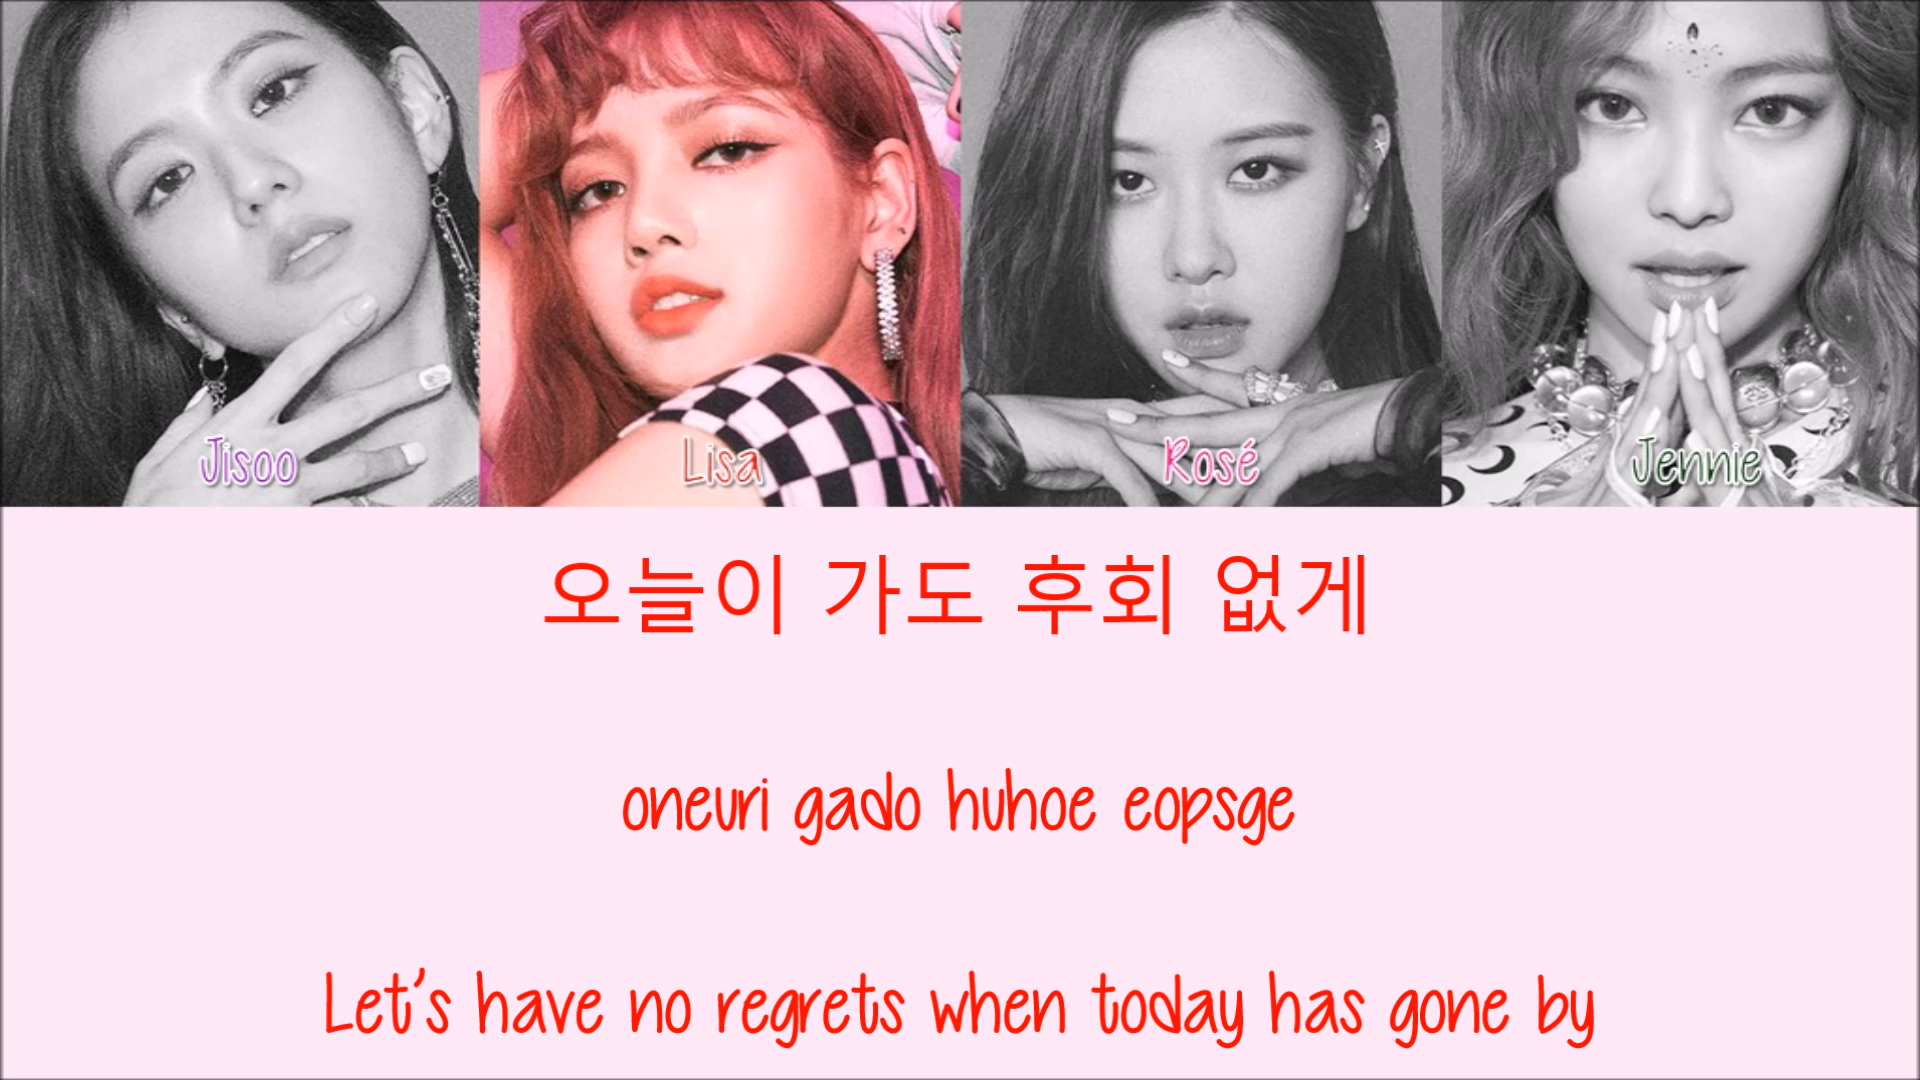 Jisoo
Lisa
Rosé
Jennie
오늘이 가도 후회 없게
oneuri gado huhoe eopsge
Let's have no regrets when today has gone by